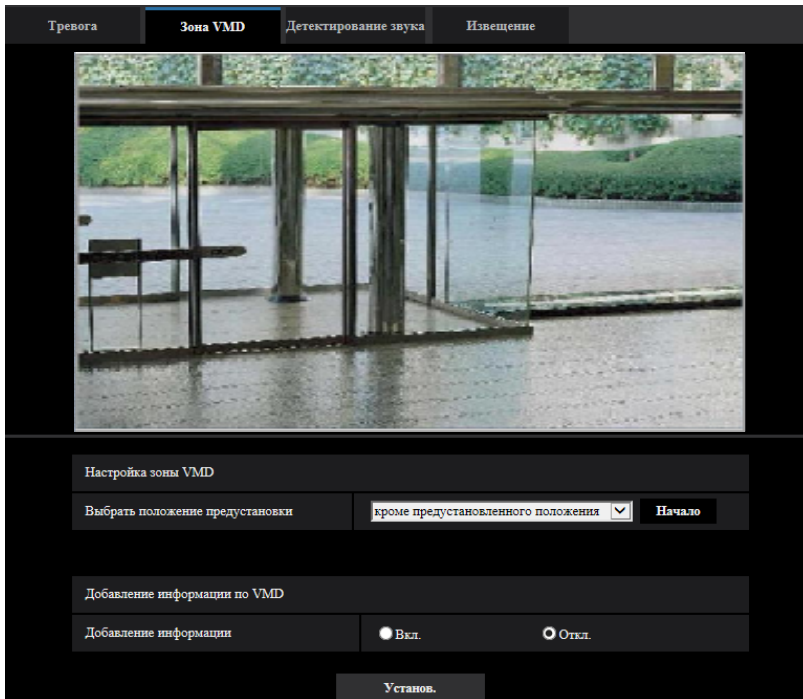 Тревога Зона VMD Детектирование звука Извещение
Настройка зоны VMD
Выбрать положение предустановки кроме предустановленного положения Начало
Добавление информации по VMD
Добавление информации Вкл. Откл.
Установ.